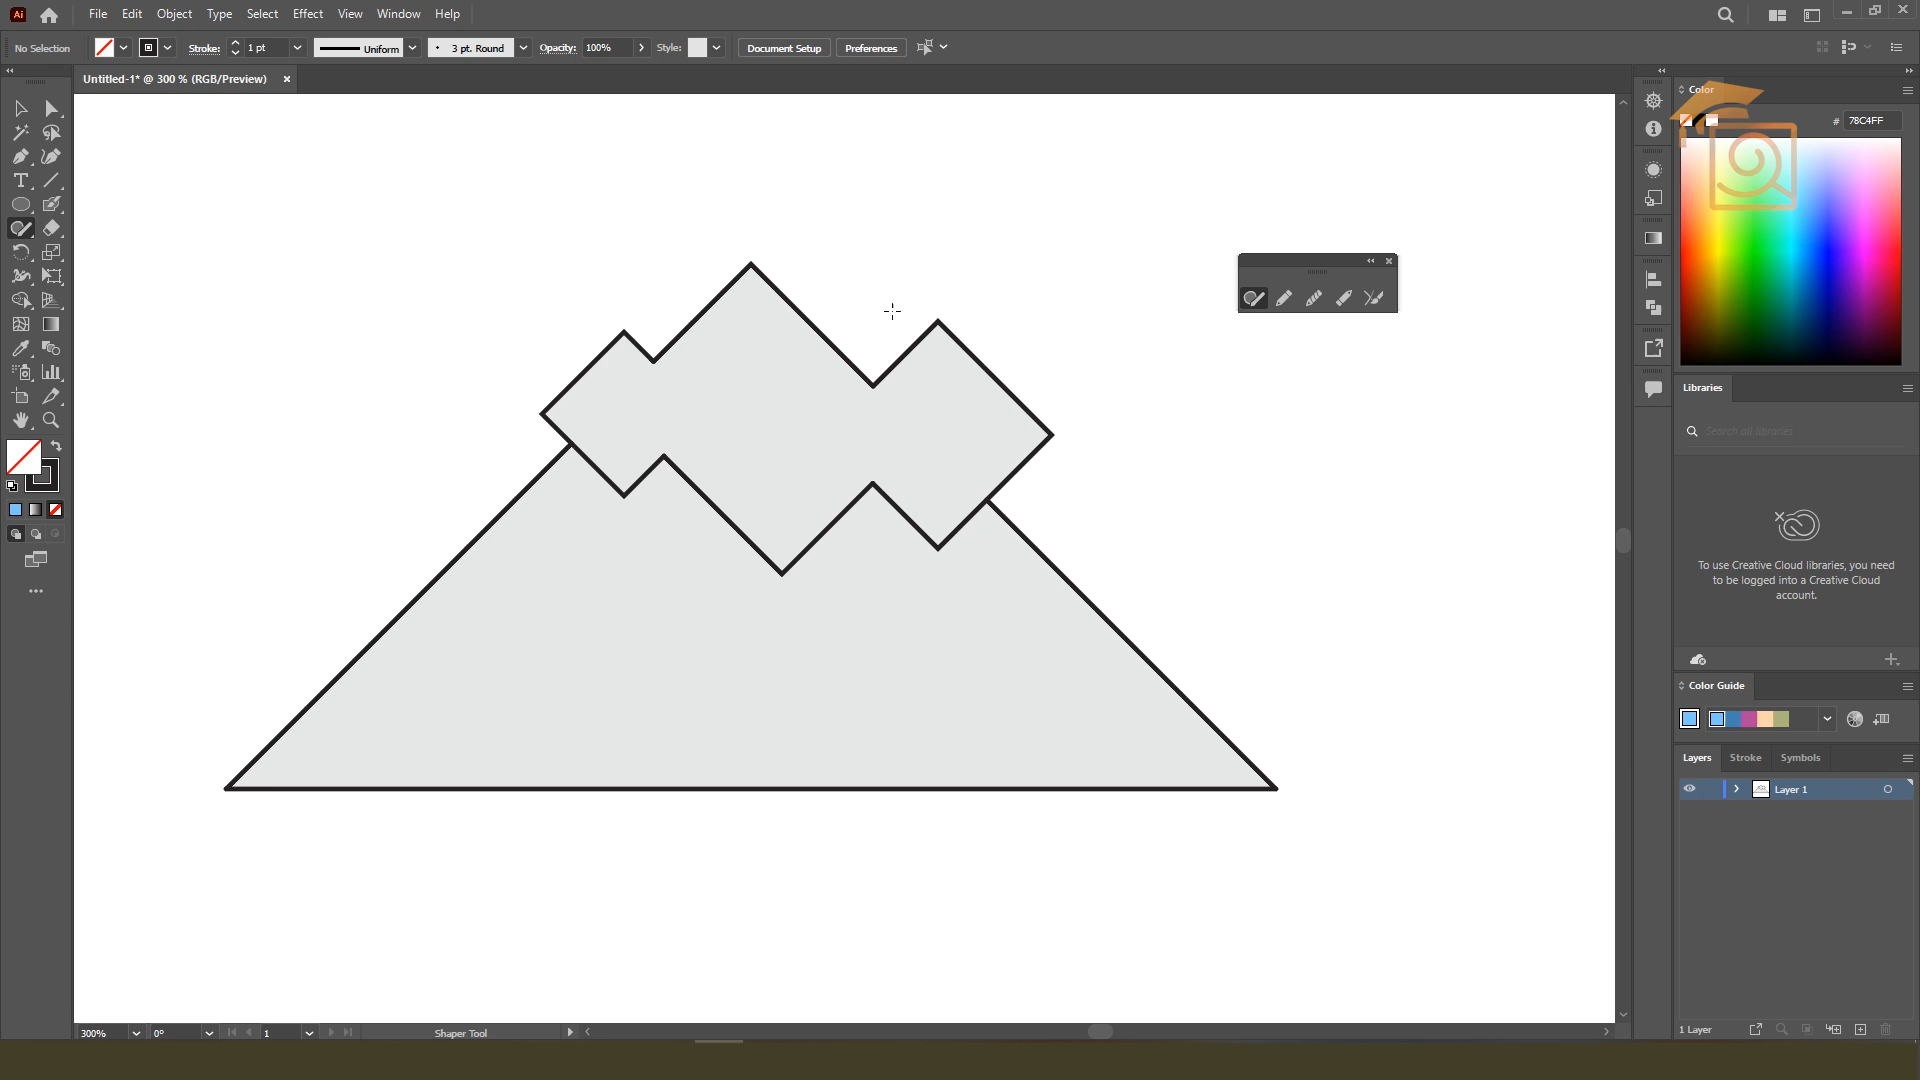 Ai File Edit Object Type Select Effect View Window Help
No Selection Stroke: 1 pt Uniform 3 pt. Round Opacity: 100% Style: Document Setup Preferences
Untitled-1* @ 300 % (RGB/Preview)
Color
# 78C4FF
Libraries
Search all libraries
To use Creative Cloud libraries, you need
to be logged into a Creative Cloud
account.
Color Guide
Layers Stroke Symbols
Layer 1
1 Layer
300% 0° 1 Shaper Tool